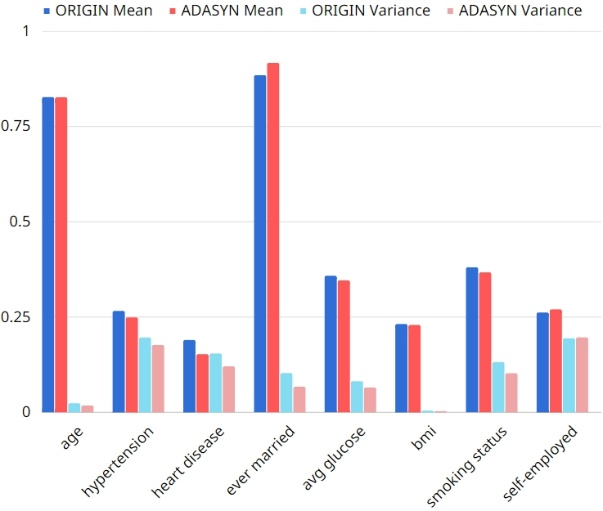 ORIGIN Mean ADASYN Mean ORIGIN Variance ADASYN Variance
1
0.75
0.5
0.25
0
age
hypertension
heart disease
ever married
avg glucose
bmi
smoking status
self-employed